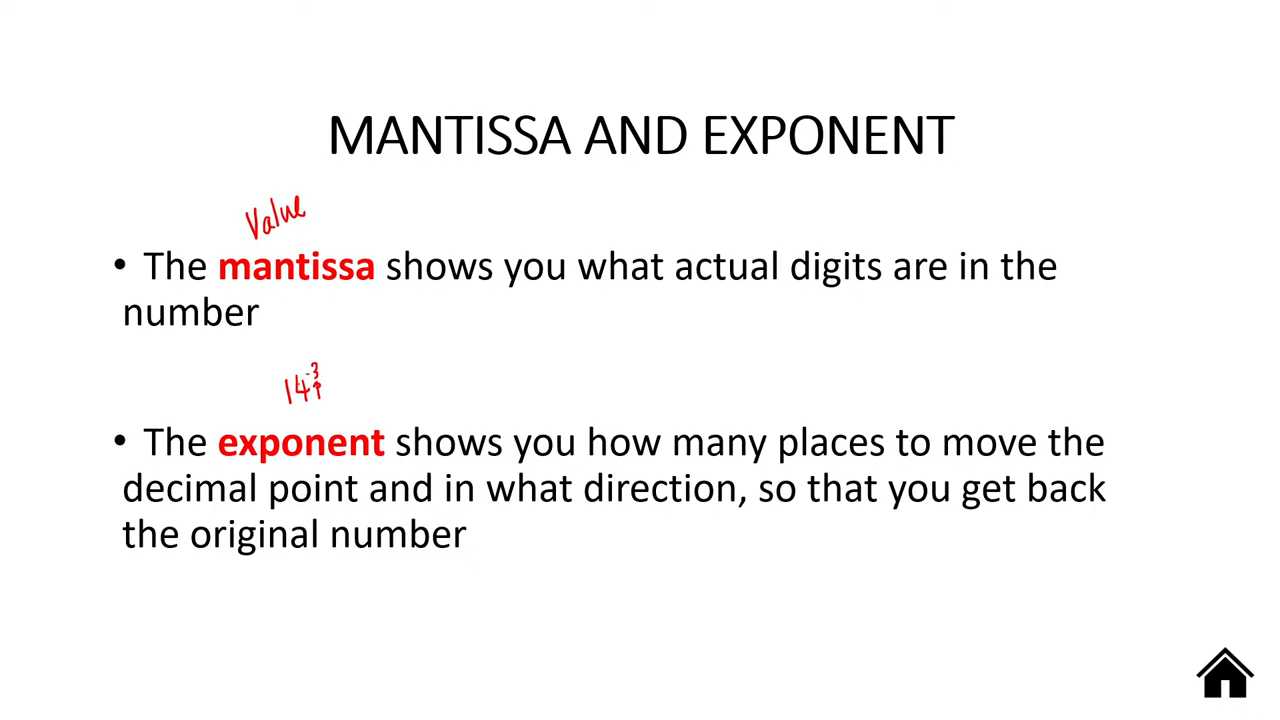 MANTISSA AND EXPONENT
Value
• The mantissa shows you what actual digits are in the
number
14⁻³
• The exponent shows you how many places to move the
decimal point and in what direction, so that you get back
the original number